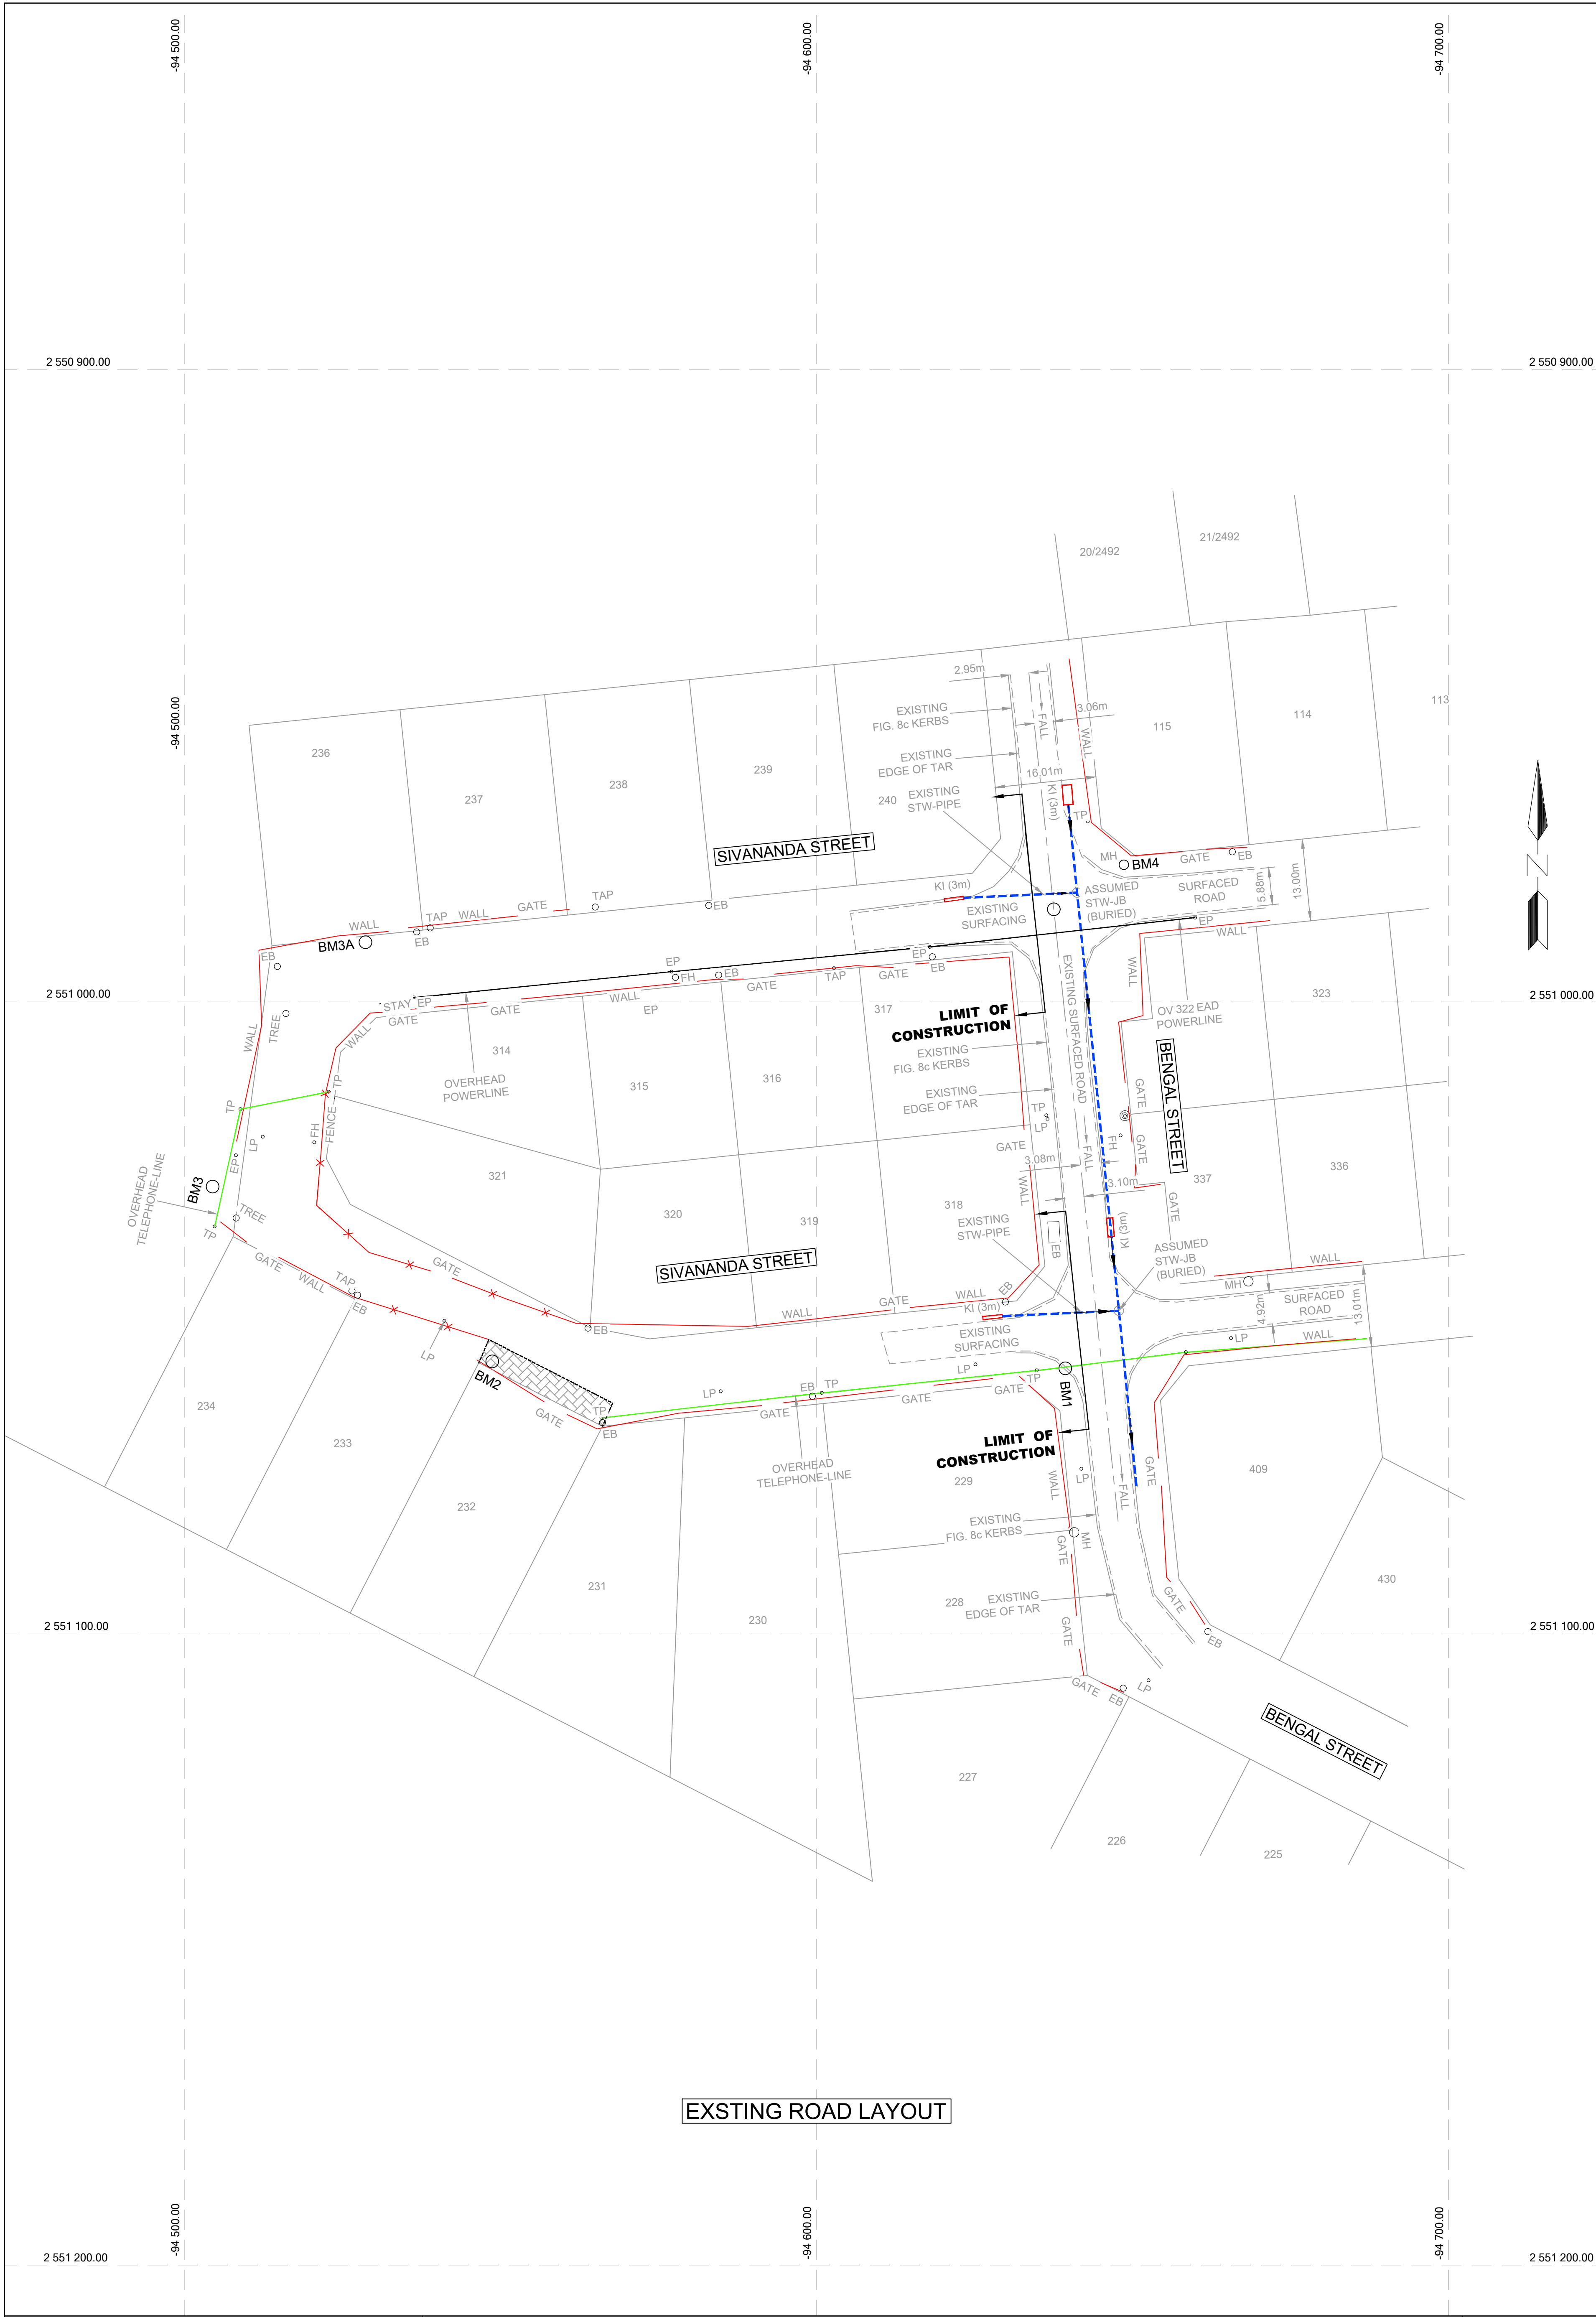 -94 500.00
-94 600.00
-94 700.00
2 550 900.00
2 550 900.00
20/2492
21/2492
2.95m
EXISTING
FIG. 8c KERBS
FALL
3.06m
WALL
115
114
113
-94 500.00
236
237
238
239
240
EXISTING
EDGE OF TAR
16.01m
EXISTING
STW-PIPE
KI (3m)
TP
SIVANANDA STREET
MH
BM4
GATE
EB
N
KI (3m)
ASSUMED
STW-JB
(BURIED)
SURFACED
ROAD
5.88m
13.00m
EXISTING
SURFACING
EP
WALL
WALL
BM3A
TAP
WALL
GATE
TAP
EB
EB
EB
EP
FH
EB
TAP
GATE
EP
EB
GATE
STAY
EP
GATE
GATE
WALL
EP
WALL
TREE
WALL
2 551 000.00
2 551 000.00
317
LIMIT OF
CONSTRUCTION
EXISTING
FIG. 8c KERBS
EXISTING SURFACED ROAD
WALL
OV 322 EAD
POWERLINE
323
314
OVERHEAD
POWERLINE
315
316
BENGAL STREET
EXISTING
EDGE OF TAR
TP
LP
GATE
GATE
FH
TP
TP
FENCE
FH
LP
EP
GATE
3.08m
FALL
3.10m
337
336
GATE
WALL
321
320
319
318
OVERHEAD
TELEPHONE-LINE
BM3
TREE
TP
EXISTING
STW-PIPE
EB
KI (3m)
ASSUMED
STW-JB
(BURIED)
WALL
GATE
WALL
TAP
EB
GATE
SIVANANDA STREET
EB
WALL
GATE
WALL
EB
KI (3m)
MH
4.92m
SURFACED
ROAD
13.01m
EXISTING
SURFACING
LP
WALL
LP
BM2
GATE
TP
EB
LP
EB
TP
LP
TP
BM1
GATE
GATE
GATE
234
233
232
OVERHEAD
TELEPHONE-LINE
LIMIT OF
CONSTRUCTION
229
WALL
LP
FALL
GATE
409
EXISTING
FIG. 8c KERBS
GATE
MH
231
230
228
EXISTING
EDGE OF TAR
GATE
GATE
430
EB
2 551 100.00
2 551 100.00
GATE
EB
LP
BENGAL STREET
227
226
225
EXSTING ROAD LAYOUT
-94 500.00
-94 600.00
-94 700.00
2 551 200.00
2 551 200.00